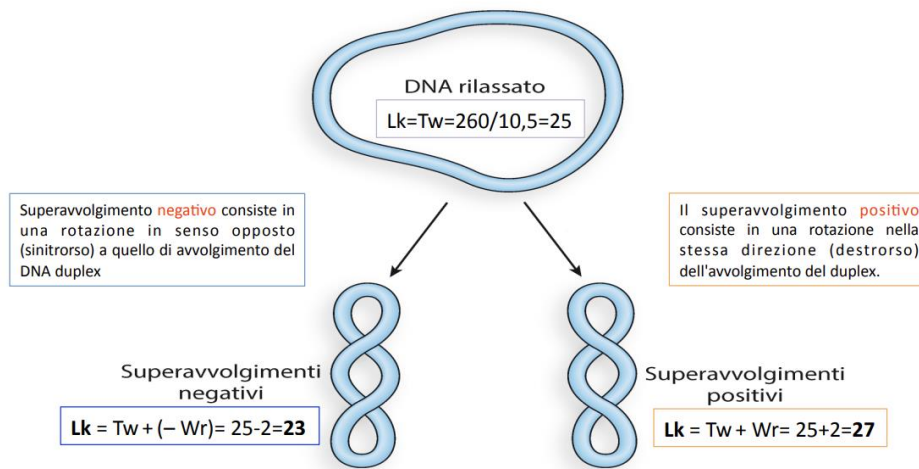 DNA rilassato
Lk=Tw=260/10,5=25
Superavvolgimento negativo consiste in
una rotazione in senso opposto
(sinitrorso) a quello di avvolgimento del
DNA duplex
Il superavvolgimento positivo
consiste in una rotazione nella
stessa direzione (destrorso)
dell'avvolgimento del duplex.
Superavvolgimenti
negativi
Lk = Tw + (– Wr)= 25-2=23
Superavvolgimenti
positivi
Lk = Tw + Wr= 25+2=27